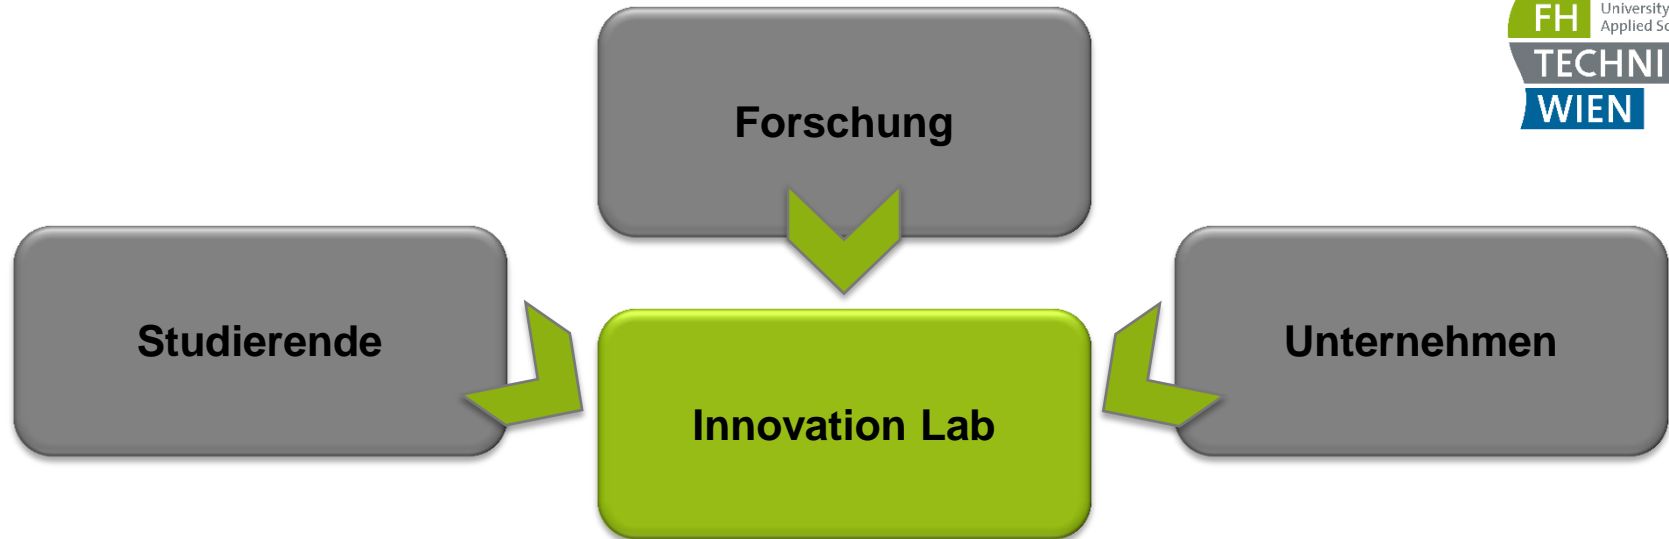 FH University
Applied Sc
TECHNI
WIEN
Forschung
Studierende
Unternehmen
Innovation Lab